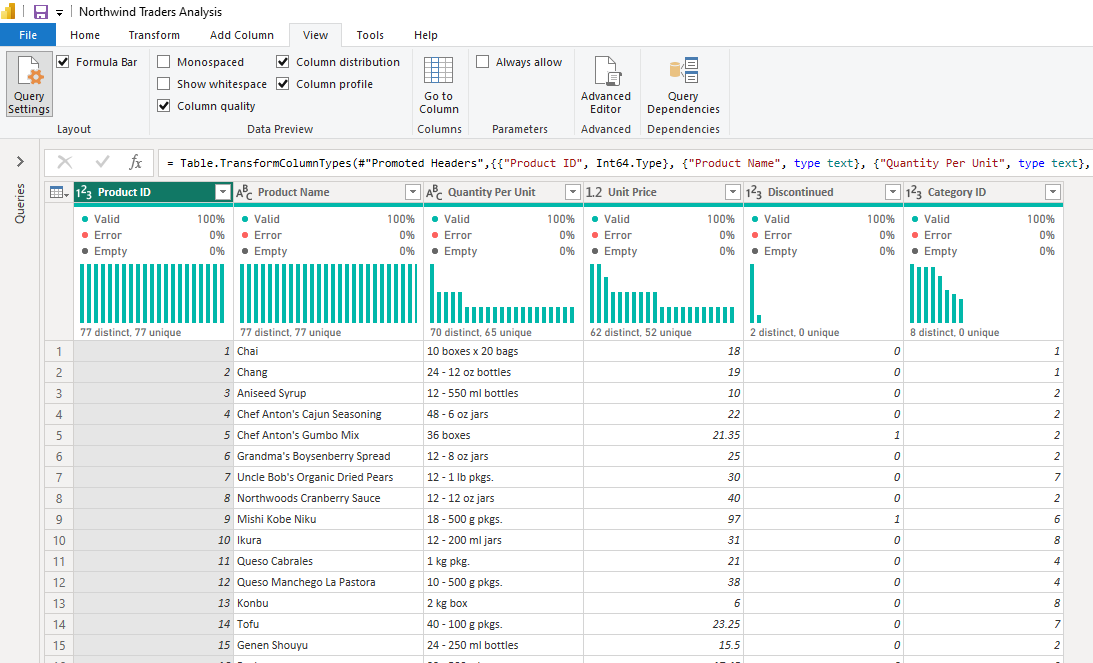 Northwind Traders Analysis
File Home Transform Add Column View Tools Help
Query Settings
Formula Bar
Layout
Monospaced
Show whitespace
Column quality
Column distribution
Column profile
Data Preview
Go to Column
Columns
Always allow
Parameters
Advanced Editor
Advanced
Query Dependencies
Dependencies
Queries
fx = Table.TransformColumnTypes(#"Promoted Headers",{{"Product ID", Int64.Type}, {"Product Name", type text}, {"Quantity Per Unit", type text},
123 Product ID ABC Product Name ABC Quantity Per Unit 1.2 Unit Price 123 Discontinued 123 Category ID
Valid 100% Valid 100% Valid 100% Valid 100% Valid 100% Valid 100%
Error 0% Error 0% Error 0% Error 0% Error 0% Error 0%
Empty 0% Empty 0% Empty 0% Empty 0% Empty 0% Empty 0%
77 distinct, 77 unique 77 distinct, 77 unique 70 distinct, 65 unique 62 distinct, 52 unique 2 distinct, 0 unique 8 distinct, 0 unique
1 1 Chai 10 boxes x 20 bags 18 0 1
2 2 Chang 24 - 12 oz bottles 19 0 1
3 3 Aniseed Syrup 12 - 550 ml bottles 10 0 2
4 4 Chef Anton's Cajun Seasoning 48 - 6 oz jars 22 0 2
5 5 Chef Anton's Gumbo Mix 36 boxes 21.35 1 2
6 6 Grandma's Boysenberry Spread 12 - 8 oz jars 25 0 2
7 7 Uncle Bob's Organic Dried Pears 12 - 1 lb pkgs. 30 0 7
8 8 Northwoods Cranberry Sauce 12 - 12 oz jars 40 0 2
9 9 Mishi Kobe Niku 18 - 500 g pkgs. 97 1 6
10 10 Ikura 12 - 200 ml jars 31 0 8
11 11 Queso Cabrales 1 kg pkg. 21 0 4
12 12 Queso Manchego La Pastora 10 - 500 g pkgs. 38 0 4
13 13 Konbu 2 kg box 6 0 8
14 14 Tofu 40 - 100 g pkgs. 23.25 0 7
15 15 Genen Shouyu 24 - 250 ml bottles 15.5 0 2